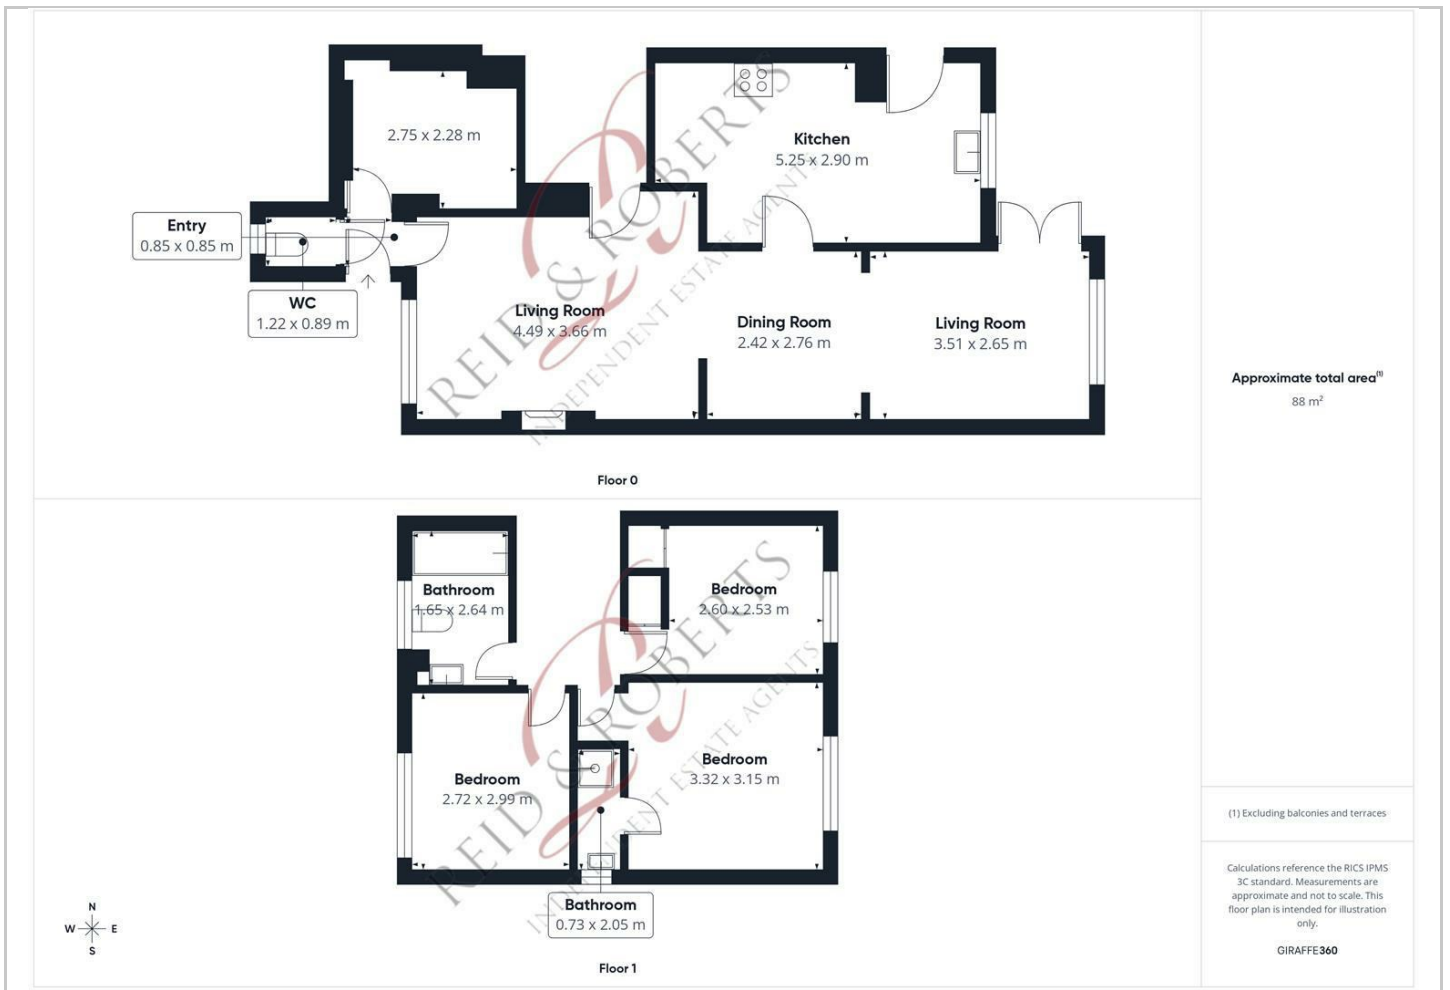 2.75 x 2.28 m
Kitchen
5.25 x 2.90 m
Entry
0.85 x 0.85 m
WC
1.22 x 0.89 m
Living Room
4.49 x 3.66 m
Dining Room
2.42 x 2.76 m
Living Room
3.51 x 2.65 m
REID & ROBERTS
INDEPENDENT ESTATE AGENTS
Floor 0
Approximate total area(1)
88 m²
Bathroom
1.65 x 2.64 m
Bedroom
2.60 x 2.53 m
Bedroom
2.72 x 2.99 m
Bedroom
3.32 x 3.15 m
Bathroom
0.73 x 2.05 m
REID & ROBERTS
INDEPENDENT ESTATE AGENTS
Floor 1
N
W E
S
(1) Excluding balconies and terraces
Calculations reference the RICS IPMS
3C standard. Measurements are
approximate and not to scale. This
floor plan is intended for illustration
only.
GIRAFFE360